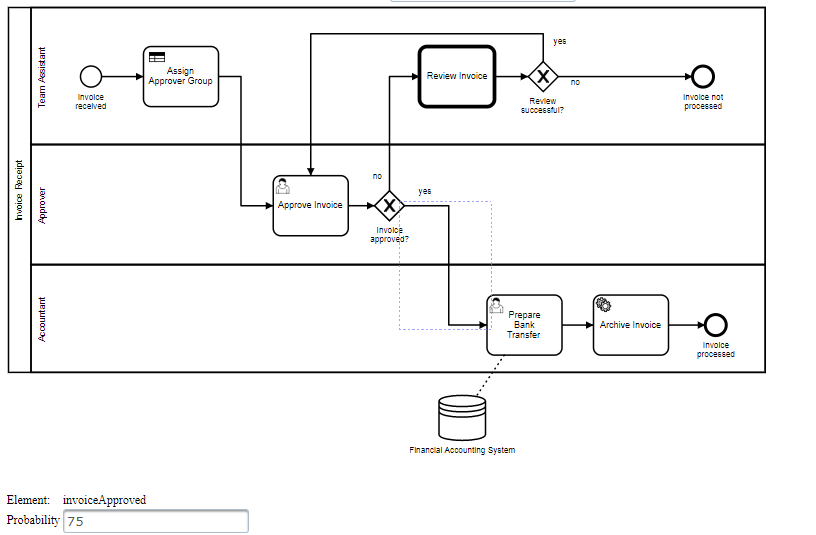 Invoice Receipt
Team Assistant
Invoice
received
Assign
Approver Group
Review Invoice
yes
no
Review
successful?
Invoice not
processed
Approver
Approve Invoice
no
yes
Invoice
approved?
Accountant
Prepare
Bank
Transfer
Archive Invoice
Invoice
processed
Financial Accounting System
Element: invoiceApproved
Probability 75